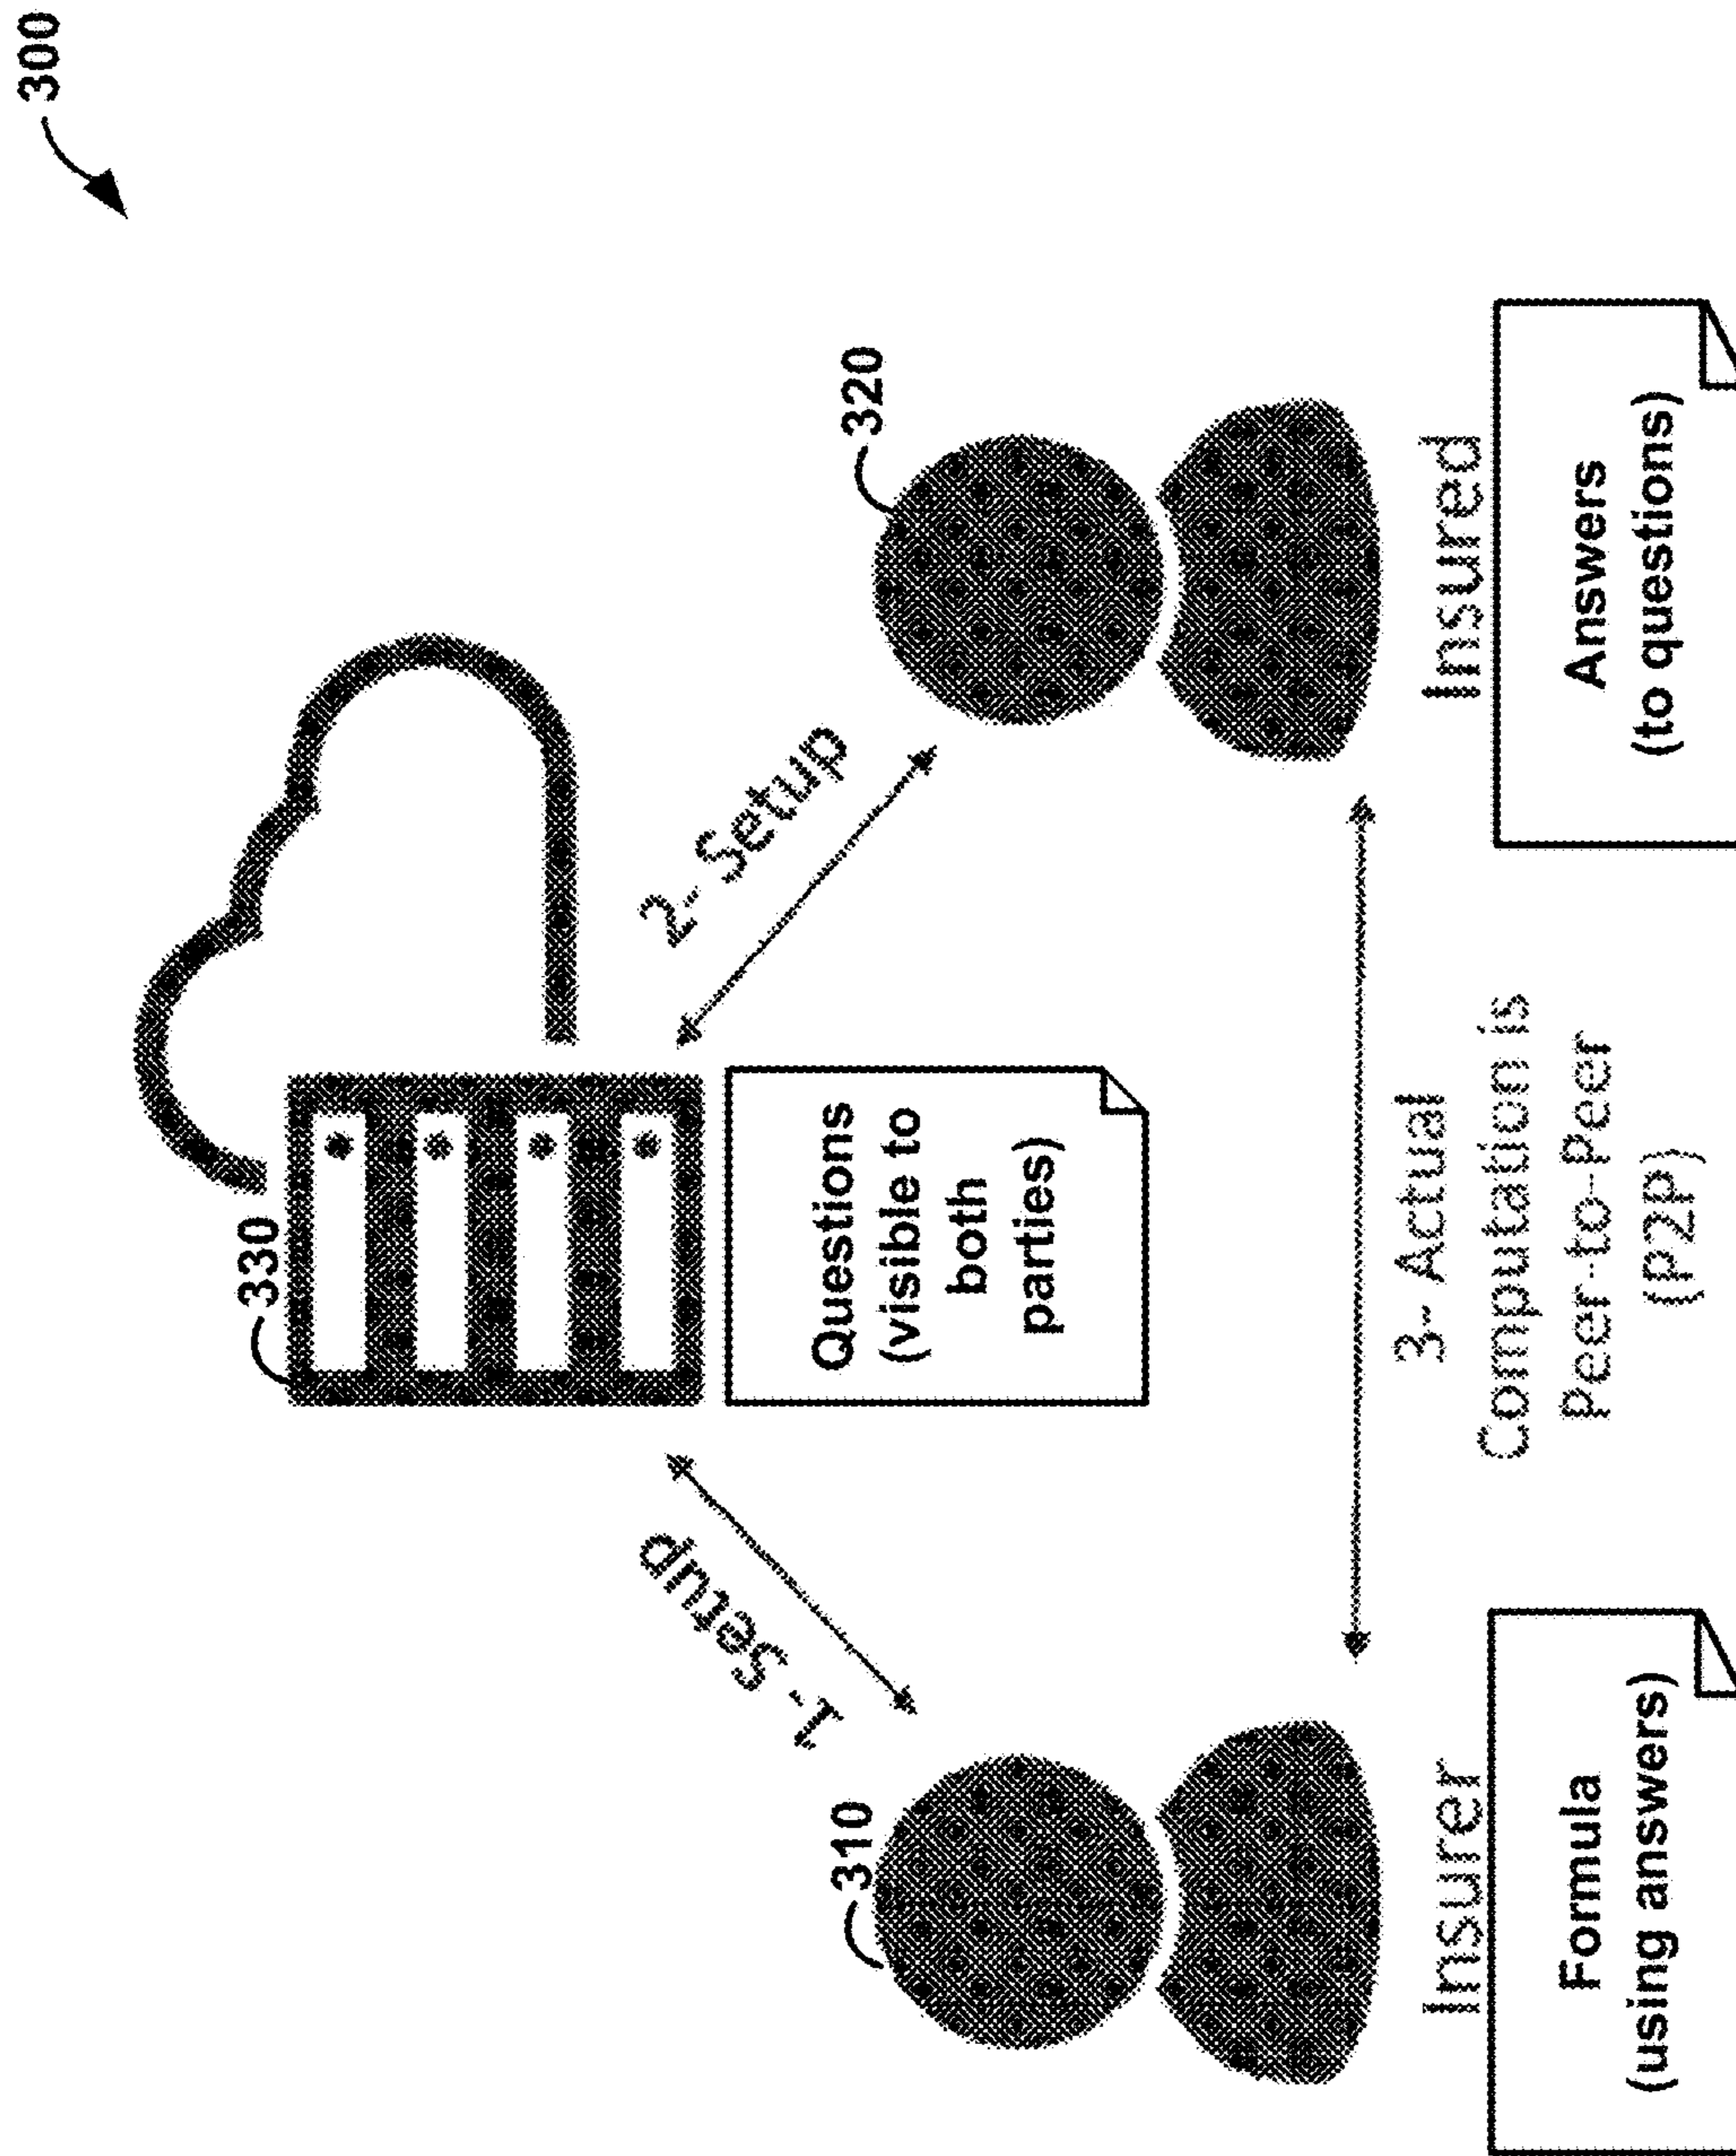 300
330
Questions
(visible to
both
parties)
1- Setup
2- Setup
310
320
Insurer
Insured
3- Actual
Computation is
Peer-to-Peer
(P2P)
Formula
(using answers)
Answers
(to questions)